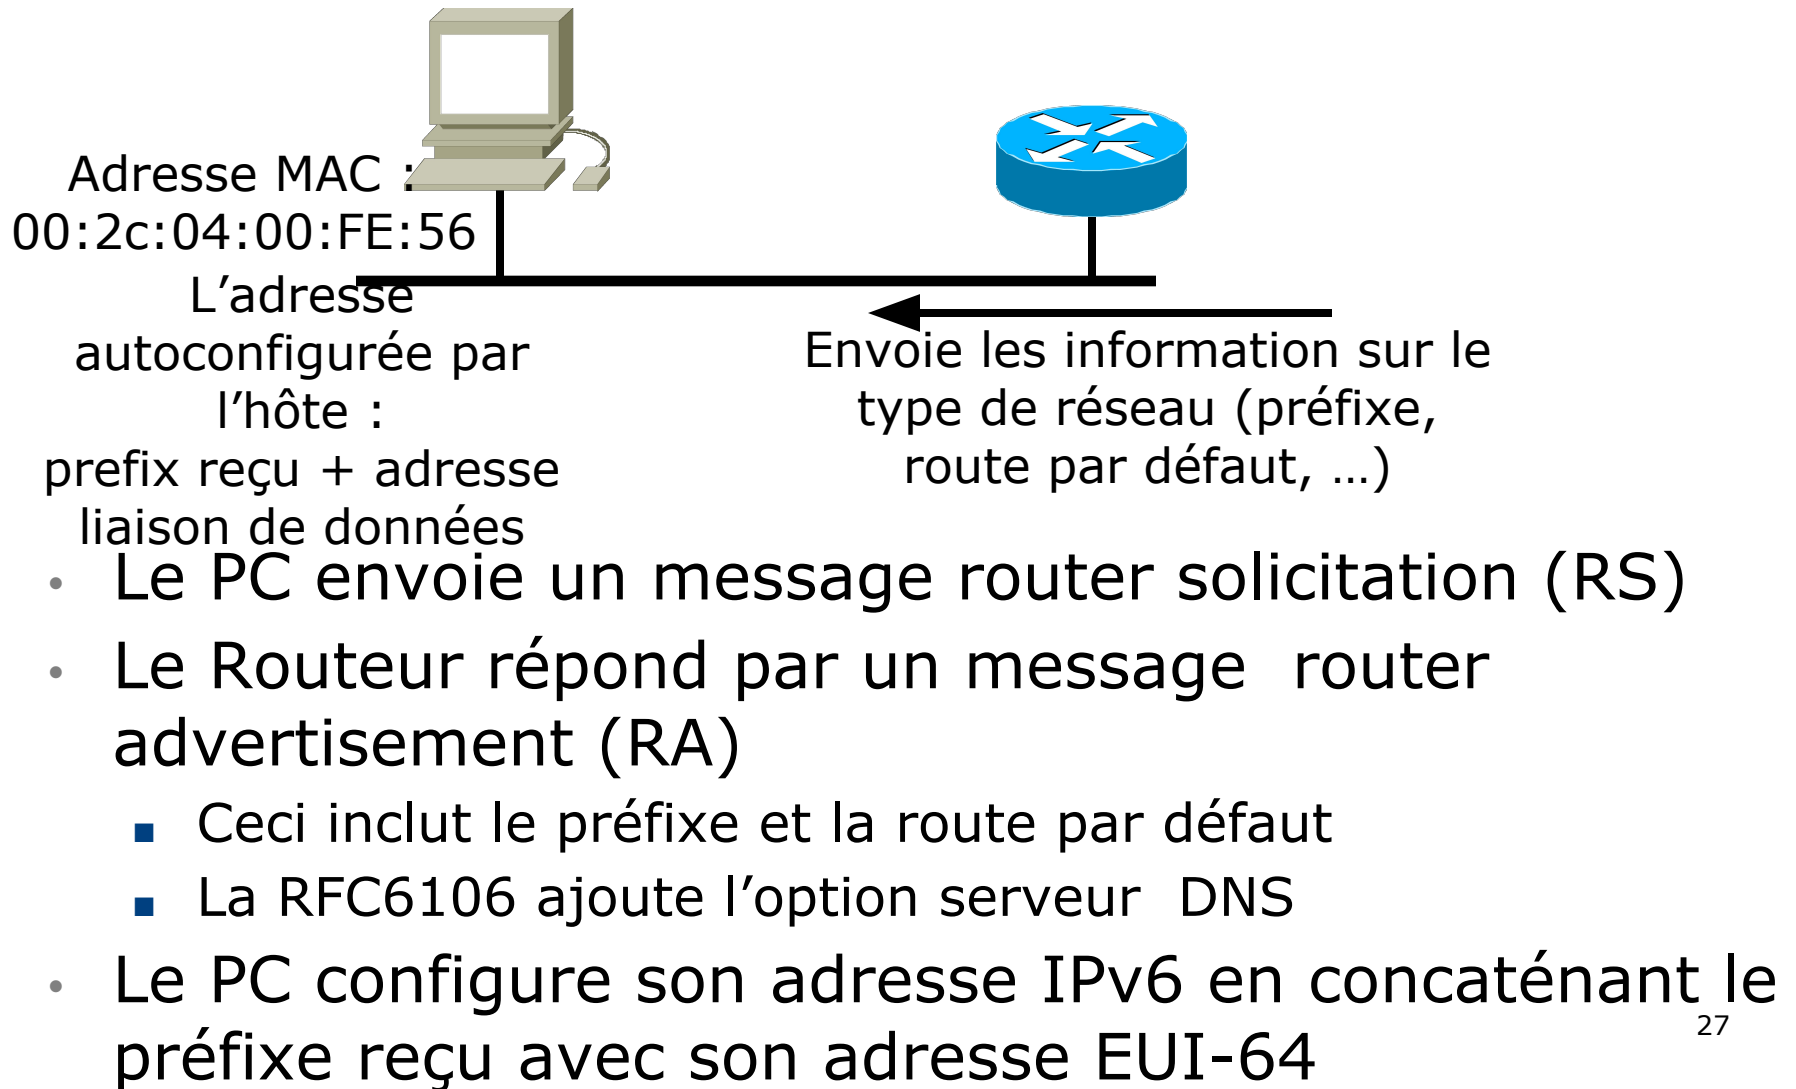 Adresse MAC :
00:2c:04:00:FE:56
L’adresse
autoconfigurée par
l’hôte :
prefix reçu + adresse
liaison de données
Envoie les information sur le
type de réseau (préfixe,
route par défaut, …)
• Le PC envoie un message router solicitation (RS)
• Le Routeur répond par un message router
advertisement (RA)
■ Ceci inclut le préfixe et la route par défaut
■ La RFC6106 ajoute l’option serveur DNS
• Le PC configure son adresse IPv6 en concaténant le
préfixe reçu avec son adresse EUI-64
27